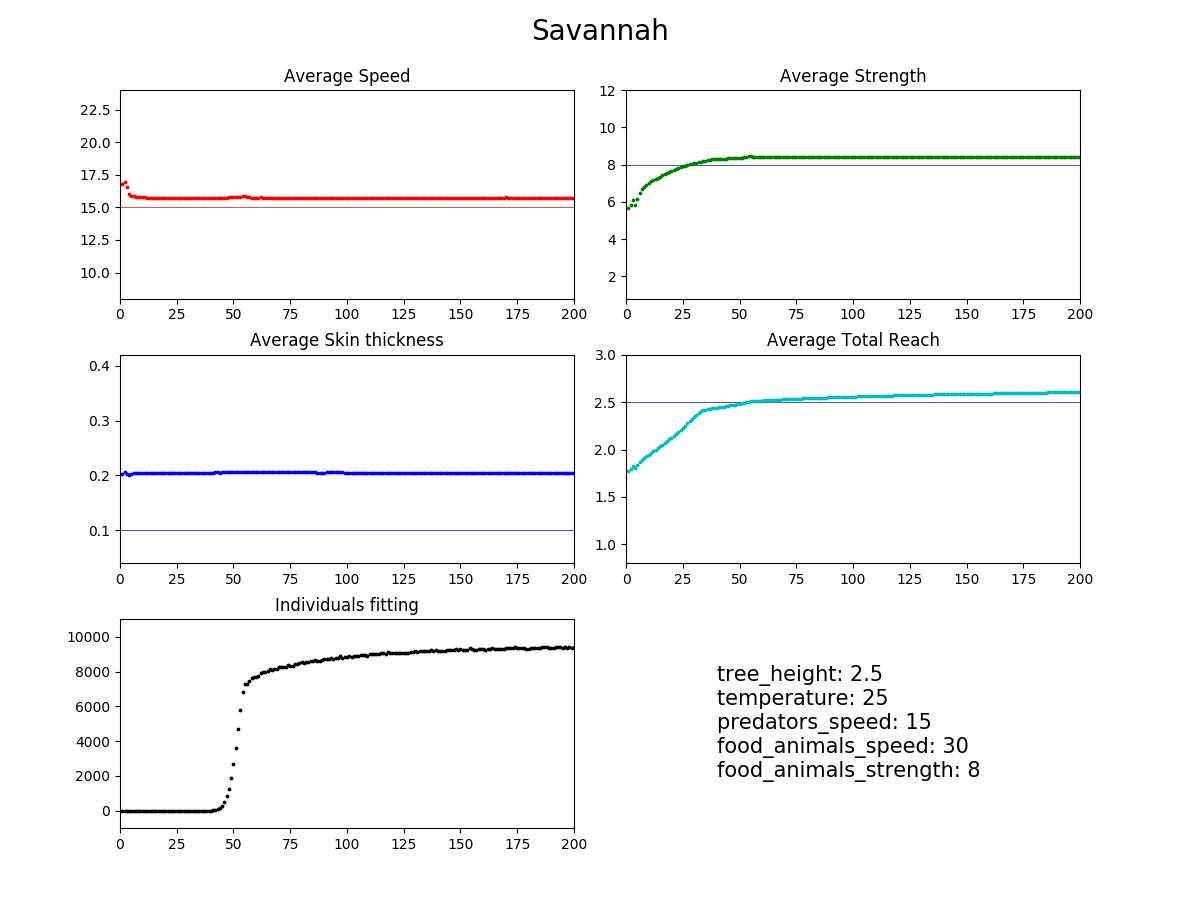 Savannah
Average Speed
22.5
20.0
17.5
15.0
12.5
10.0
0 25 50 75 100 125 150 175 200
Average Strength
12
10
8
6
4
2
0 25 50 75 100 125 150 175 200
Average Skin thickness
0.4
0.3
0.2
0.1
0 25 50 75 100 125 150 175 200
Average Total Reach
3.0
2.5
2.0
1.5
1.0
0 25 50 75 100 125 150 175 200
Individuals fitting
10000
8000
6000
4000
2000
0
0 25 50 75 100 125 150 175 200
tree_height: 2.5
temperature: 25
predators_speed: 15
food_animals_speed: 30
food_animals_strength: 8